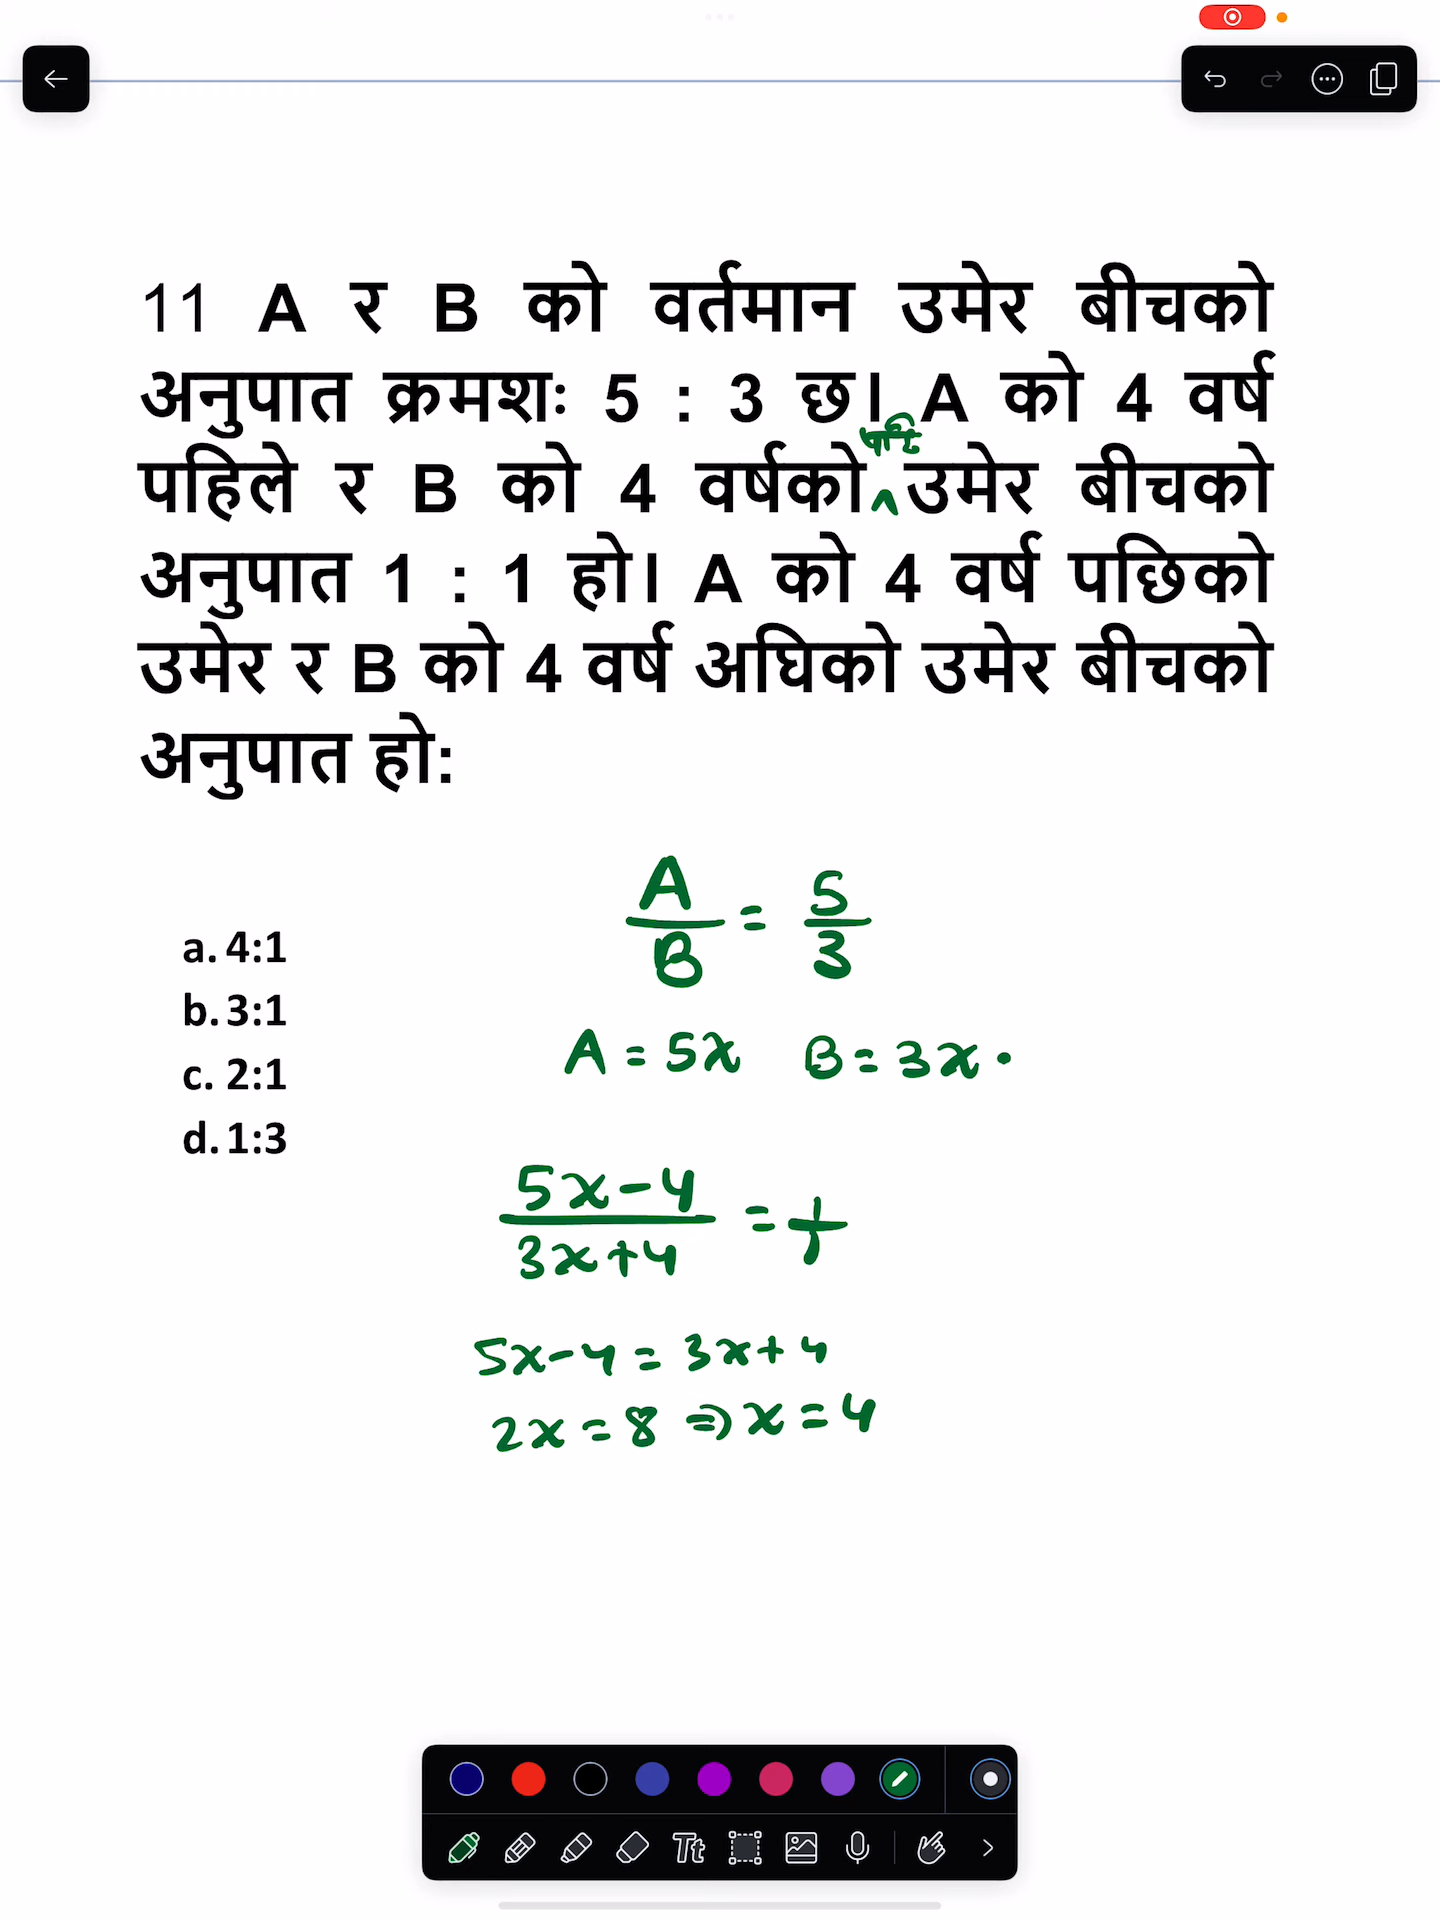 11 A र B को वर्तमान उमेर बीचको
अनुपात क्रमशः 5 : 3 छ। A को 4 वर्ष
पहिले र B को 4 वर्षको ^ उमेर बीचको
अनुपात 1 : 1 हो। A को 4 वर्ष पछिको
उमेर र B को 4 वर्ष अघिको उमेर बीचको
अनुपात हो:
a. 4:1
b. 3:1
c. 2:1
d. 1:3
A/B = 5/3
A = 5x B = 3x
5x-4/3x+4 = 1/1
5x-4 = 3x+4
2x = 8 => x = 4
Tt